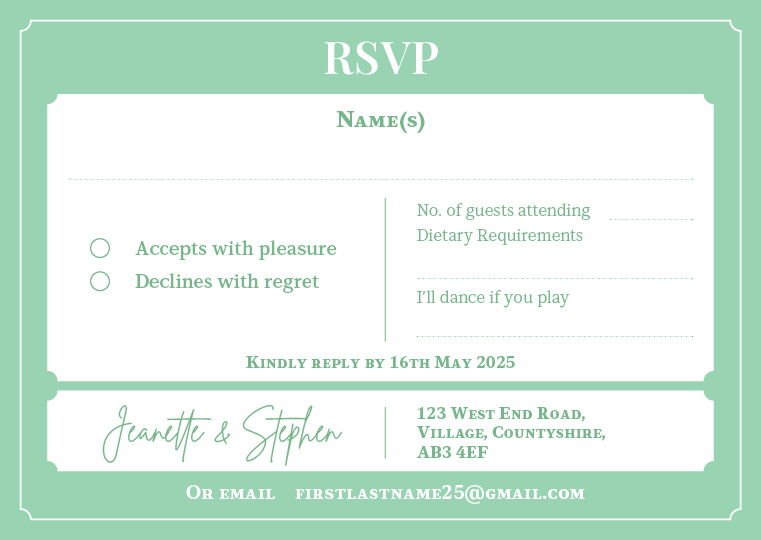 RSVP
Name(s)
Accepts with pleasure
Declines with regret
No. of guests attending
Dietary Requirements
I'll dance if you play
Kindly reply by 16th May 2025
Jeanette & Stephen
123 West End Road,
Village, Countyshire,
AB3 4EF
Or email firstlastname25@gmail.com